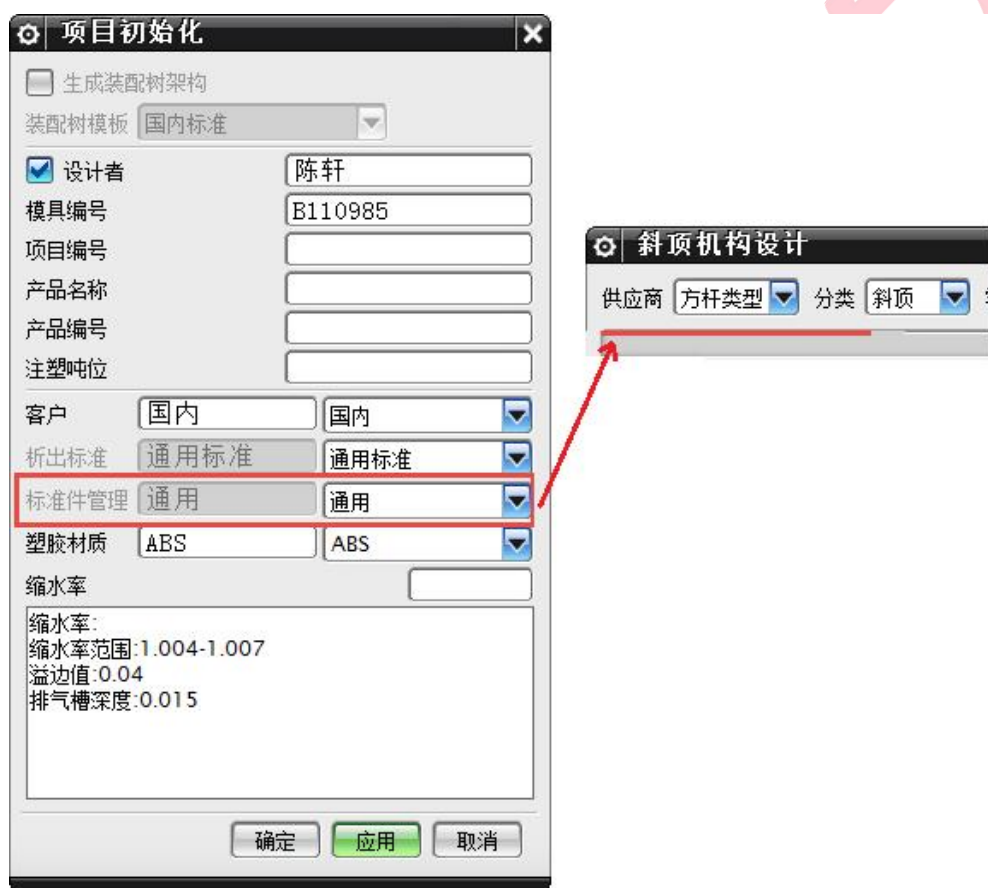 项目初始化
生成装配树架构
装配树模板 国内标准
设计者 陈轩
模具编号 B110985
项目编号
产品名称
产品编号
注塑吨位
客户 国内 国内
析出标准 通用标准 通用标准
标准件管理 通用 通用
塑胶材质 ABS ABS
缩水率
缩水率:
缩水率范围:1.004-1.007
溢边值:0.04
排气槽深度:0.015
确定 应用 取消
斜顶机构设计
供应商 方杆类型 分类 斜顶